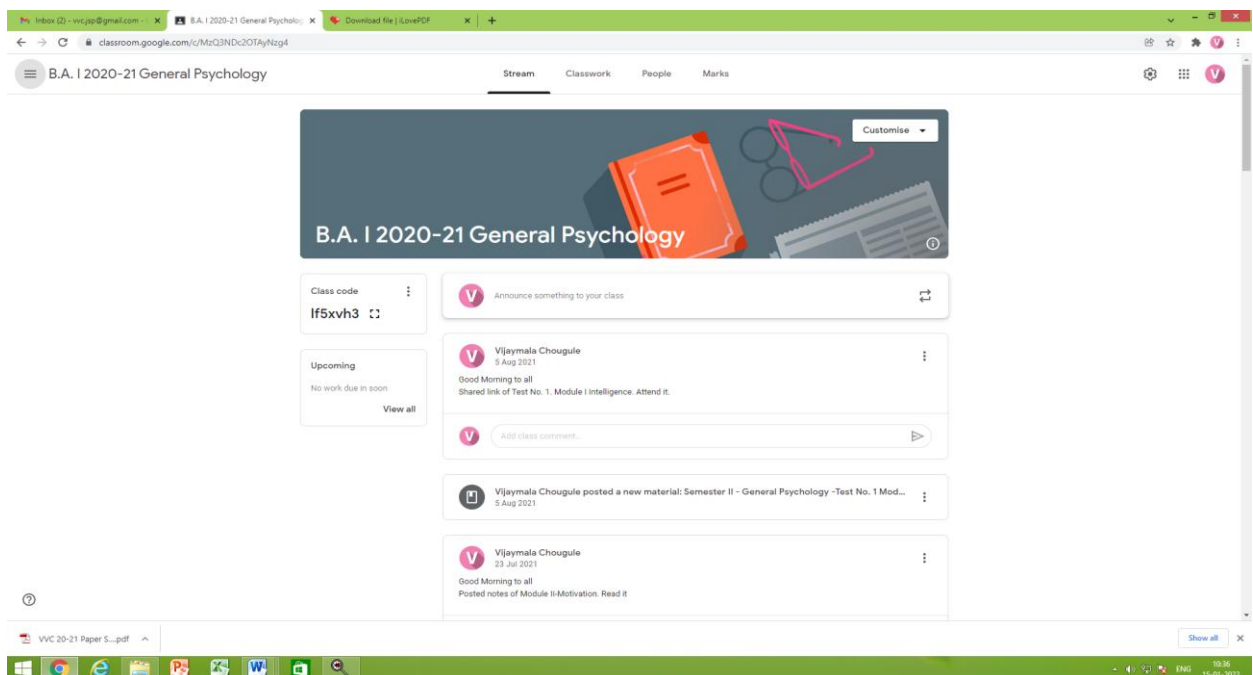 Inbox (2) - vvc.jsp@gmail.com -
B.A. I 2020-21 General Psycholog
Download file | iLovePDF
classroom.google.com/c/MzQ3NDc2OTAyNzg4
B.A. I 2020-21 General Psychology
Stream
Classwork
People
Marks
V
Customise
B.A. I 2020-21 General Psychology
Class code
lf5xvh3
Upcoming
No work due in soon
View all
V
Announce something to your class
V
Vijaymala Chougule
5 Aug 2021
Good Morning to all
Shared link of Test No. 1. Module I Intelligence. Attend it.
V
Add class comment...
Vijaymala Chougule posted a new material: Semester II - General Psychology -Test No. 1 Mod...
5 Aug 2021
V
Vijaymala Chougule
23 Jul 2021
Good Morning to all
Posted notes of Module II-Motivation. Read it
VVC 20-21 Paper S....pdf
Show all
ENG
10:36
15-01-2022